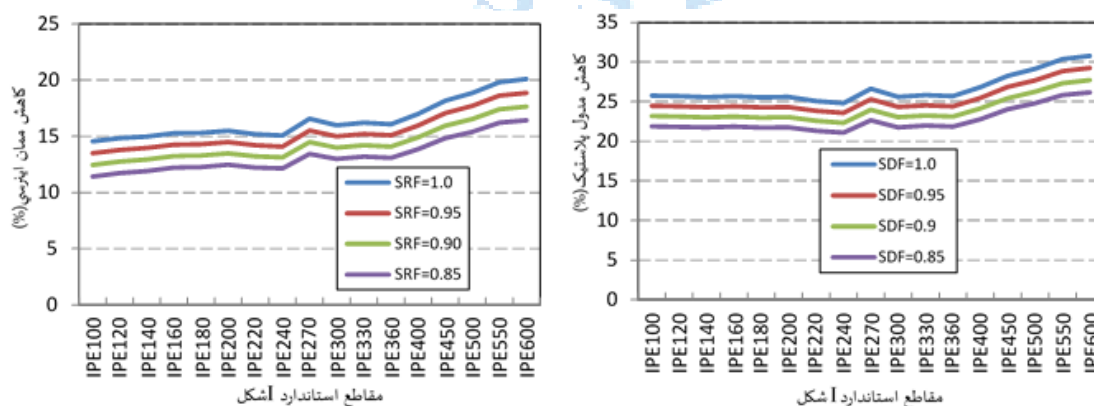 کاهش ممان اینرسي(%)
25
20
15
10
5
0
SRF=1.0
SRF=0.95
SRF=0.90
SRF=0.85
IPE100
IPE120
IPE140
IPE160
IPE180
IPE200
IPE220
IPE240
IPE270
IPE300
IPE330
IPE360
IPE400
IPE450
IPE500
IPE550
IPE600
مقاطع استاندارد Iشکل
کاهش مدول پلاستیک(%)
35
30
25
20
15
10
5
0
SDF=1.0
SDF=0.95
SDF=0.9
SDF=0.85
IPE100
IPE120
IPE140
IPE160
IPE180
IPE200
IPE220
IPE240
IPE270
IPE300
IPE330
IPE360
IPE400
IPE450
IPE500
IPE550
IPE600
مقاطع استاندارد I شکل